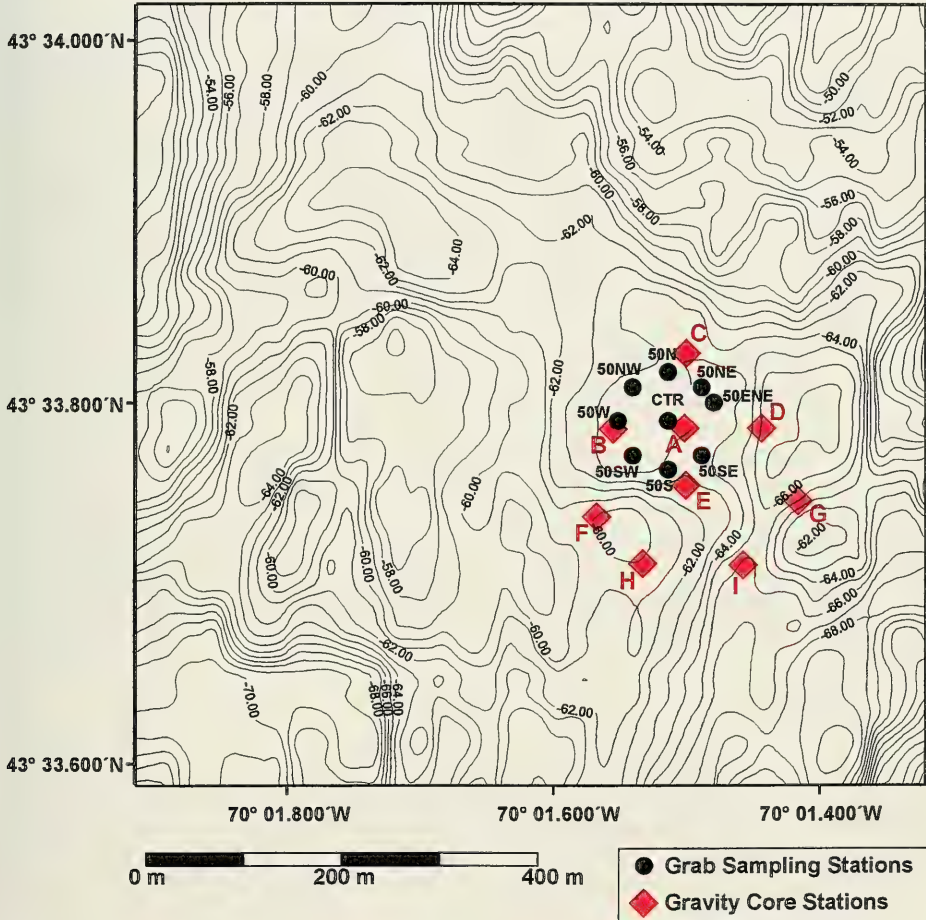 43° 34.000´N
-54.00
-56.00
-58.00
-60.00
-62.00
-50.00
-52.00
-54.00
-54.00
-56.00
-60.00
-58.00
-56.00
-58.00
-60.00
-62.00
-62.00
-64.00
-62.00
-60.00
-60.00
-58.00
-64.00
C
50N
50NW
50NE
50ENE
43° 33.800´N
-58.00
-62.00
-62.00
CTR
50W
D
B
A
50SW
50SE
50S
E
-64.00
-62.00
-60.00
-66.00
G
F
-60.00
-62.00
-64.00
-62.00
-60.00
-60.00
-58.00
H
I
-64.00
-66.00
-68.00
-60.00
-62.00
-70.00
-68.00
-66.00
-64.00
-62.00
43° 33.600´N
70° 01.800´W
70° 01.600´W
70° 01.400´W
0 m
200 m
400 m
Grab Sampling Stations
Gravity Core Stations